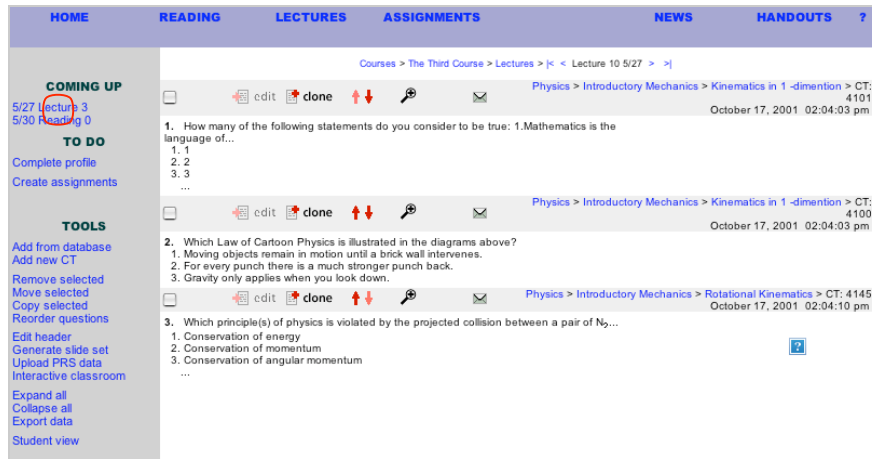 HOME READING LECTURES ASSIGNMENTS NEWS HANDOUTS ?
Courses > The Third Course > Lectures > |< < Lecture 10 5/27 > >|
COMING UP
5/27 Lecture 3
5/30 Reading 0
TO DO
Complete profile
Create assignments
TOOLS
Add from database
Add new CT
Remove selected
Move selected
Copy selected
Reorder questions
Edit header
Generate slide set
Upload PRS data
Interactive classroom
Expand all
Collapse all
Export data
Student view
edit clone
Physics > Introductory Mechanics > Kinematics in 1 -dimention > CT:
4101
October 17, 2001 02:04:03 pm
1. How many of the following statements do you consider to be true: 1.Mathematics is the
language of...
1. 1
2. 2
3. 3
...
edit clone
Physics > Introductory Mechanics > Kinematics in 1 -dimention > CT:
4100
October 17, 2001 02:04:03 pm
2. Which Law of Cartoon Physics is illustrated in the diagrams above?
1. Moving objects remain in motion until a brick wall intervenes.
2. For every punch there is a much stronger punch back.
3. Gravity only applies when you look down.
edit clone
Physics > Introductory Mechanics > Rotational Kinematics > CT: 4145
October 17, 2001 02:04:10 pm
3. Which principle(s) of physics is violated by the projected collision between a pair of N₂...
1. Conservation of energy
2. Conservation of momentum
3. Conservation of angular momentum
...
?